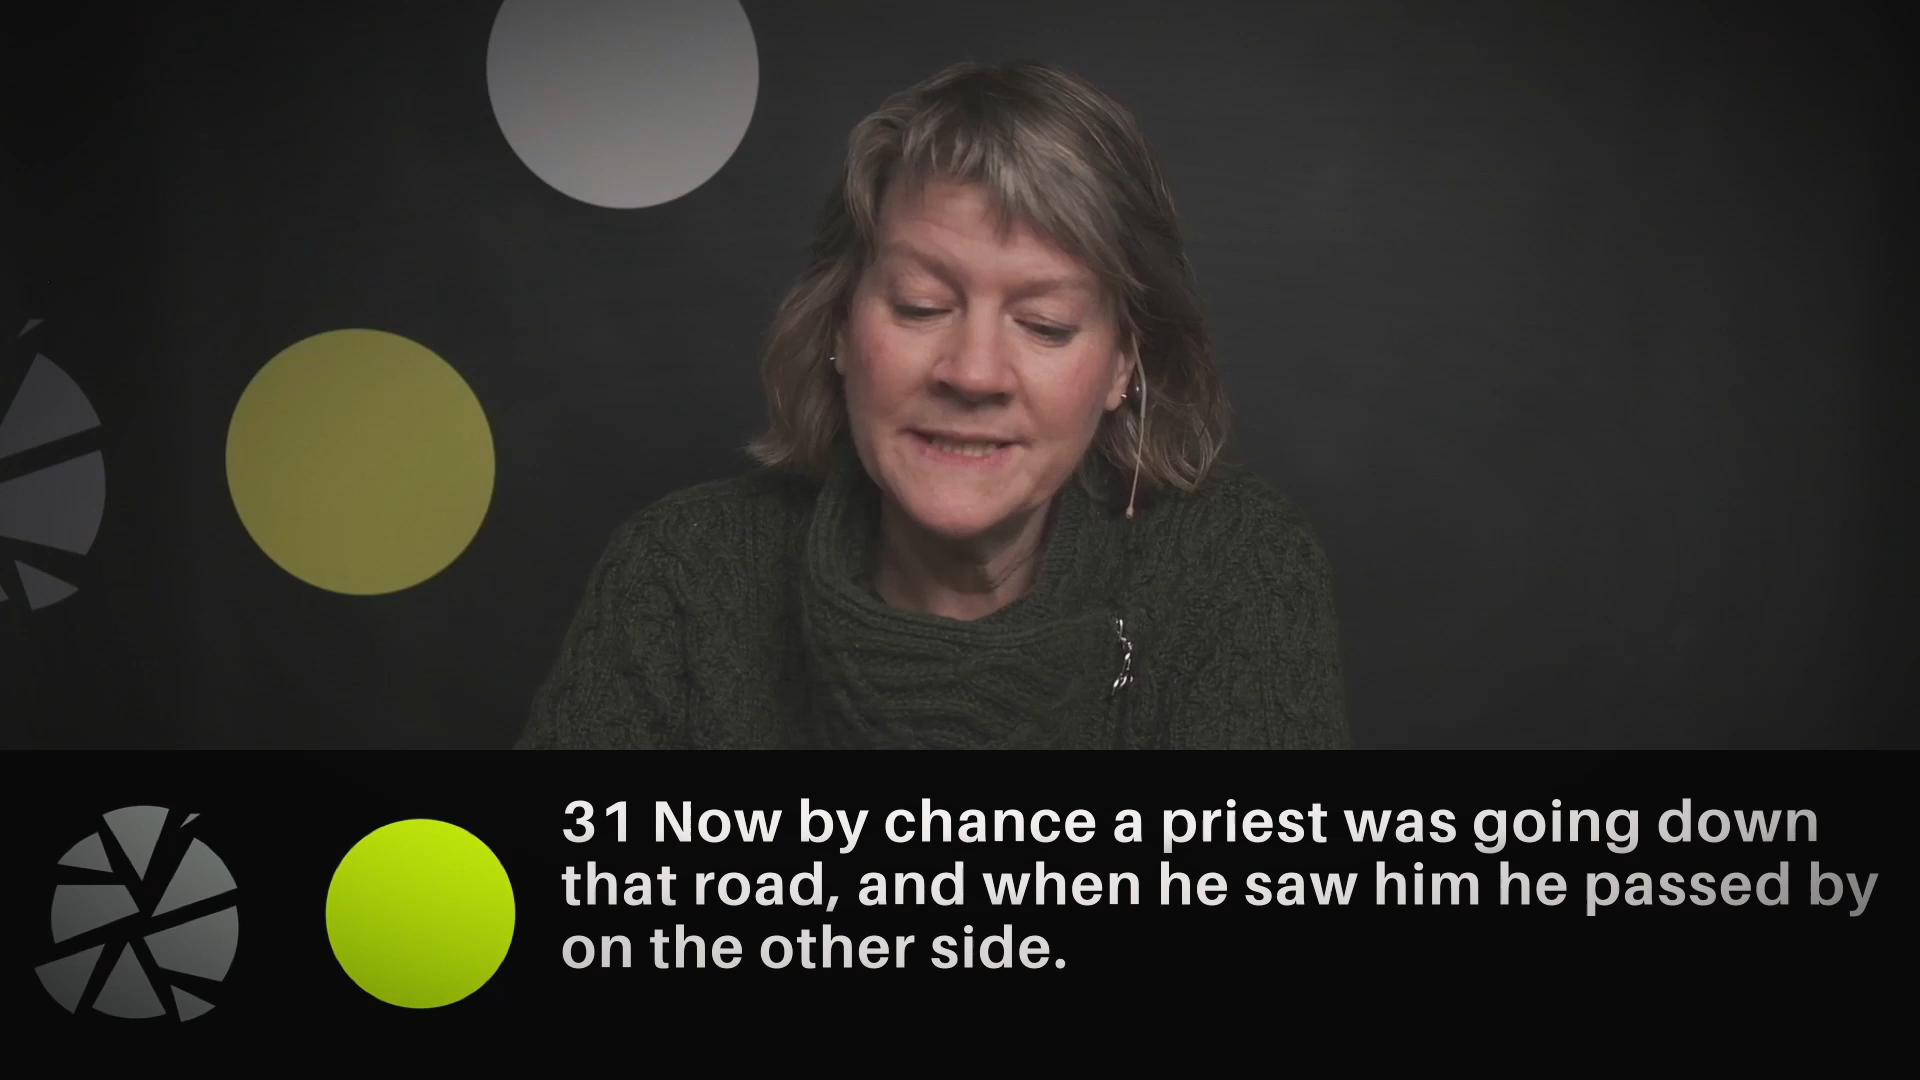 31 Now by chance a priest was going down
that road, and when he saw him he passed by
on the other side.